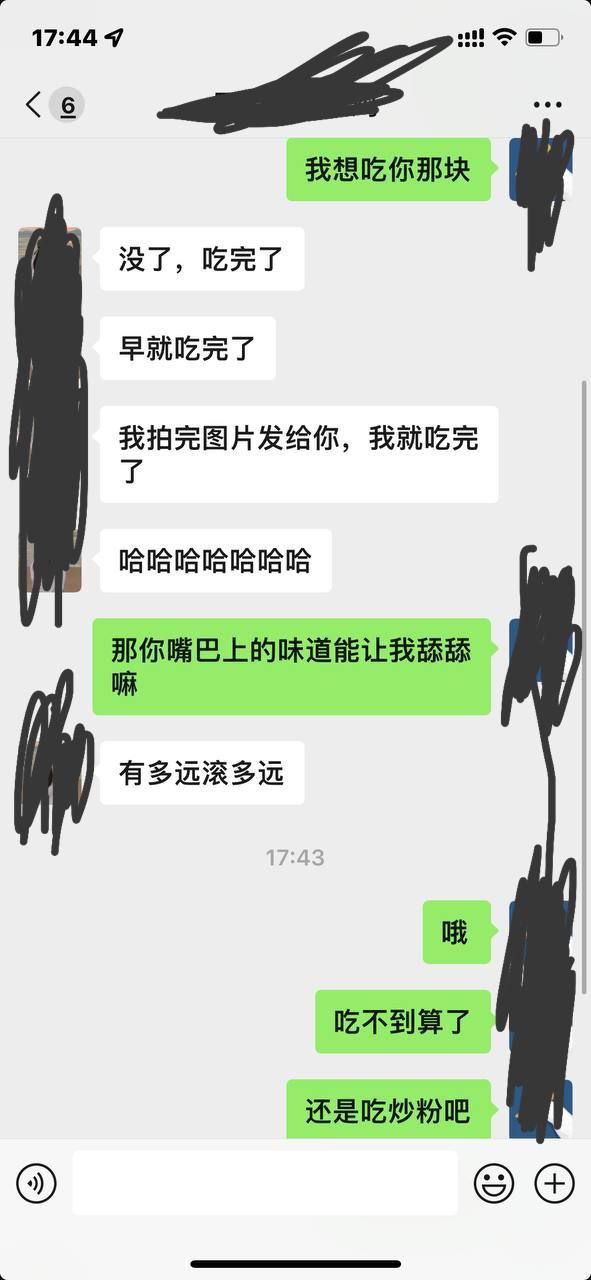 17:44
6
我想吃你那块
没了，吃完了
早就吃完了
我拍完图片发给你，我就吃完
了
哈哈哈哈哈哈哈
那你嘴巴上的味道能让我舔舔
嘛
有多远滚多远
17:43
哦
吃不到算了
还是吃炒粉吧